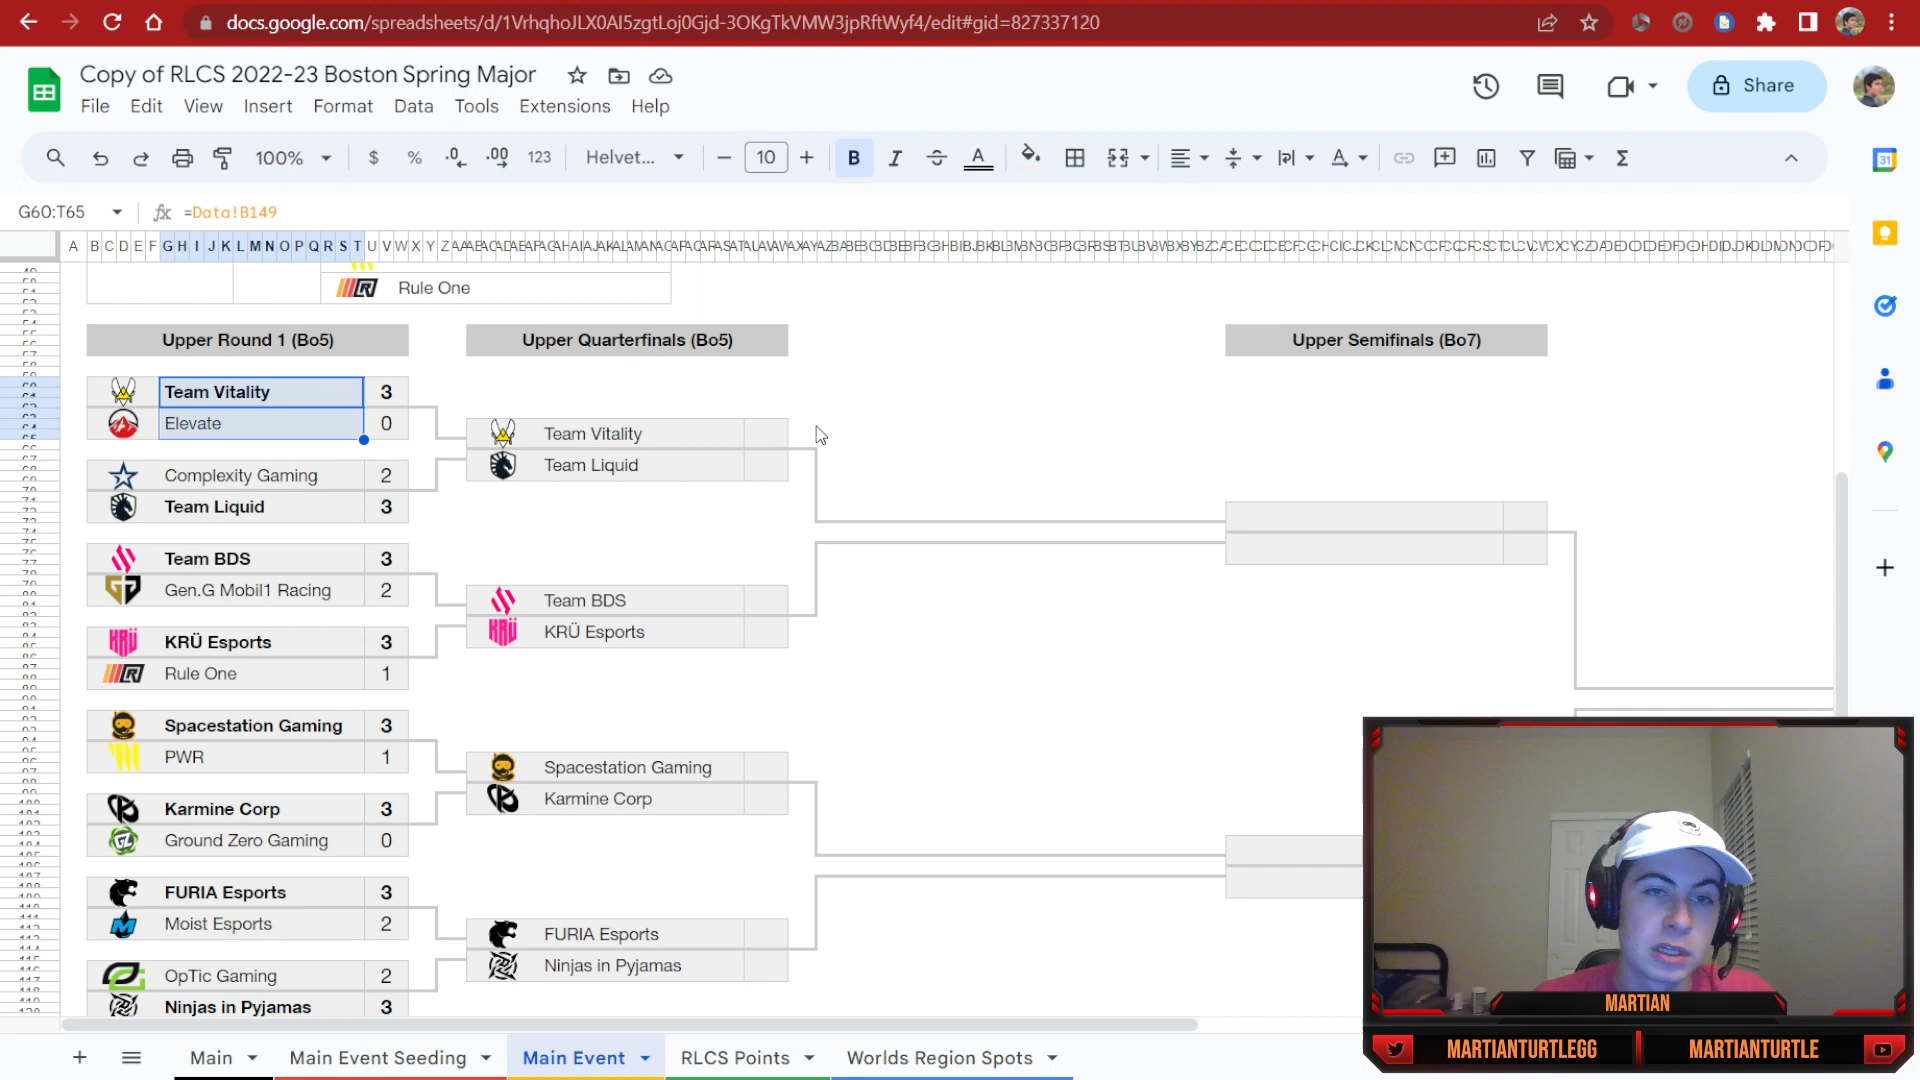 docs.google.com/spreadsheets/d/1VrhqhoJLX0AI5zgtLoj0Gjd-3OKgTkVMW3jpRftWyf4/edit#gid=827337120
Copy of RLCS 2022-23 Boston Spring Major
File Edit View Insert Format Data Tools Extensions Help
Share
100% $ % .0 .00 123 Helvet... 10 B I A
31
G60:T65 fx =Data!B149
A B C D E F G H I J K L M N O P Q R S T U V W X Y Z
Rule One
Upper Round 1 (Bo5) Upper Quarterfinals (Bo5) Upper Semifinals (Bo7)
Team Vitality 3
Elevate 0
Team Vitality
Team Liquid
Complexity Gaming 2
Team Liquid 3
Team BDS 3
Gen.G Mobil1 Racing 2
Team BDS
KRÜ Esports
KRÜ Esports 3
Rule One 1
Spacestation Gaming 3
PWR 1
Spacestation Gaming
Karmine Corp
Karmine Corp 3
Ground Zero Gaming 0
FURIA Esports 3
Moist Esports 2
FURIA Esports
Ninjas in Pyjamas
OpTic Gaming 2
Ninjas in Pyjamas 3
MARTIAN
MARTIANTURTLEGG MARTIANTURTLE
Main Main Event Seeding Main Event RLCS Points Worlds Region Spots